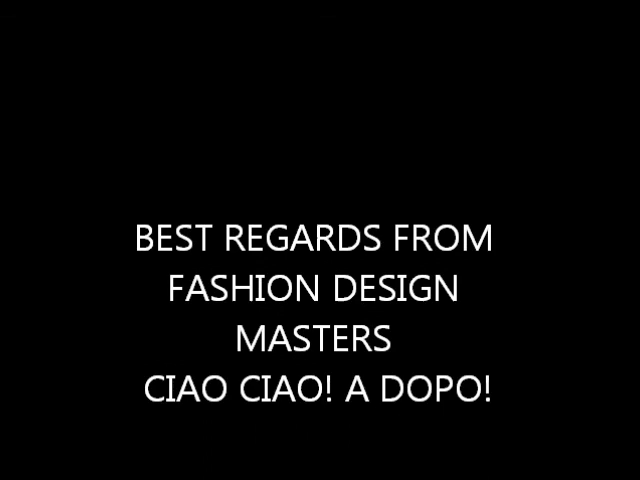 BEST REGARDS FROM
FASHION DESIGN
MASTERS
CIAO CIAO! A DOPO!